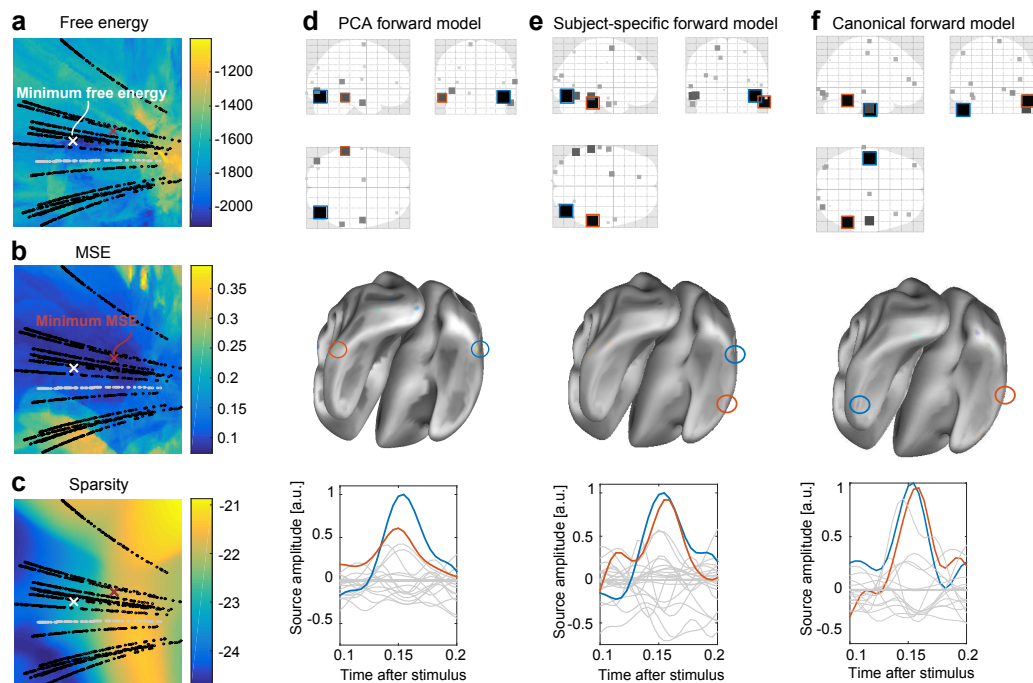 a
Free energy
Minimum free energy
-1200
-1400
-1600
-1800
-2000
b
MSE
Minimum MSE
0.35
0.3
0.25
0.2
0.15
0.1
c
Sparsity
-21
-22
-23
-24
d
PCA forward model
Source amplitude [a.u.]
1
0.5
0
-0.5
0.1
0.15
0.2
Time after stimulus
e
Subject-specific forward model
Source amplitude [a.u.]
1
0.5
0
-0.5
0.1
0.15
0.2
Time after stimulus
f
Canonical forward model
Source amplitude [a.u.]
1
0.5
0
-0.5
0.1
0.15
0.2
Time after stimulus